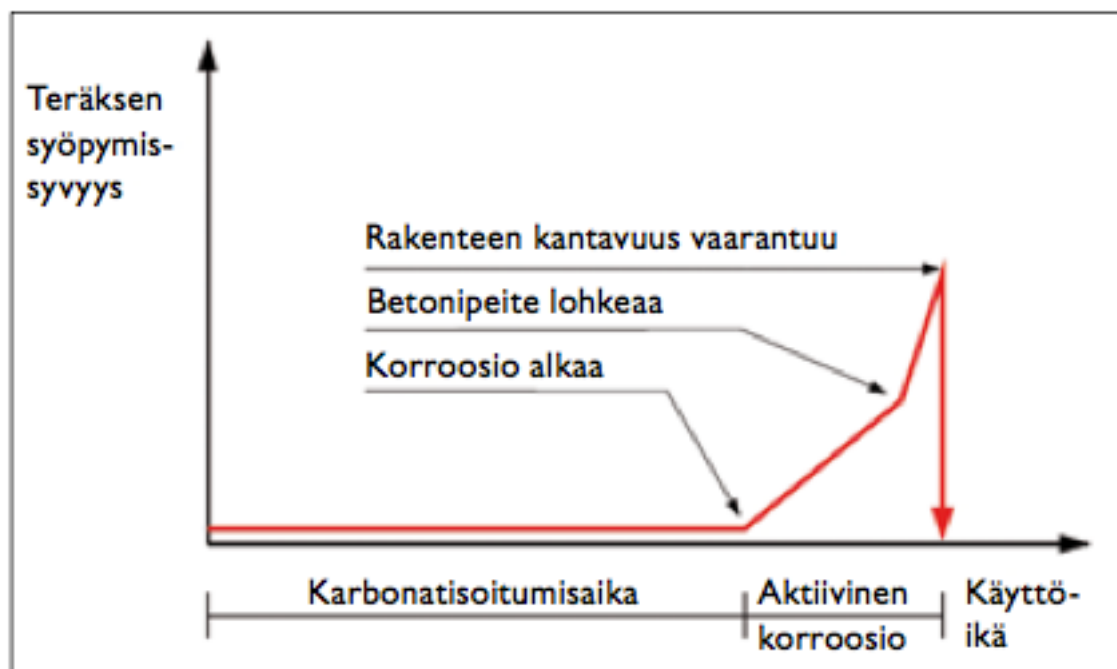 Teräksen
syöpymis-
syvyys
Rakenteen kantavuus vaarantuu
Betonipeite lohkeaa
Korroosio alkaa
Karbonatisoitumisaika
Aktiivinen
korroosio
Käyttö-
ikä